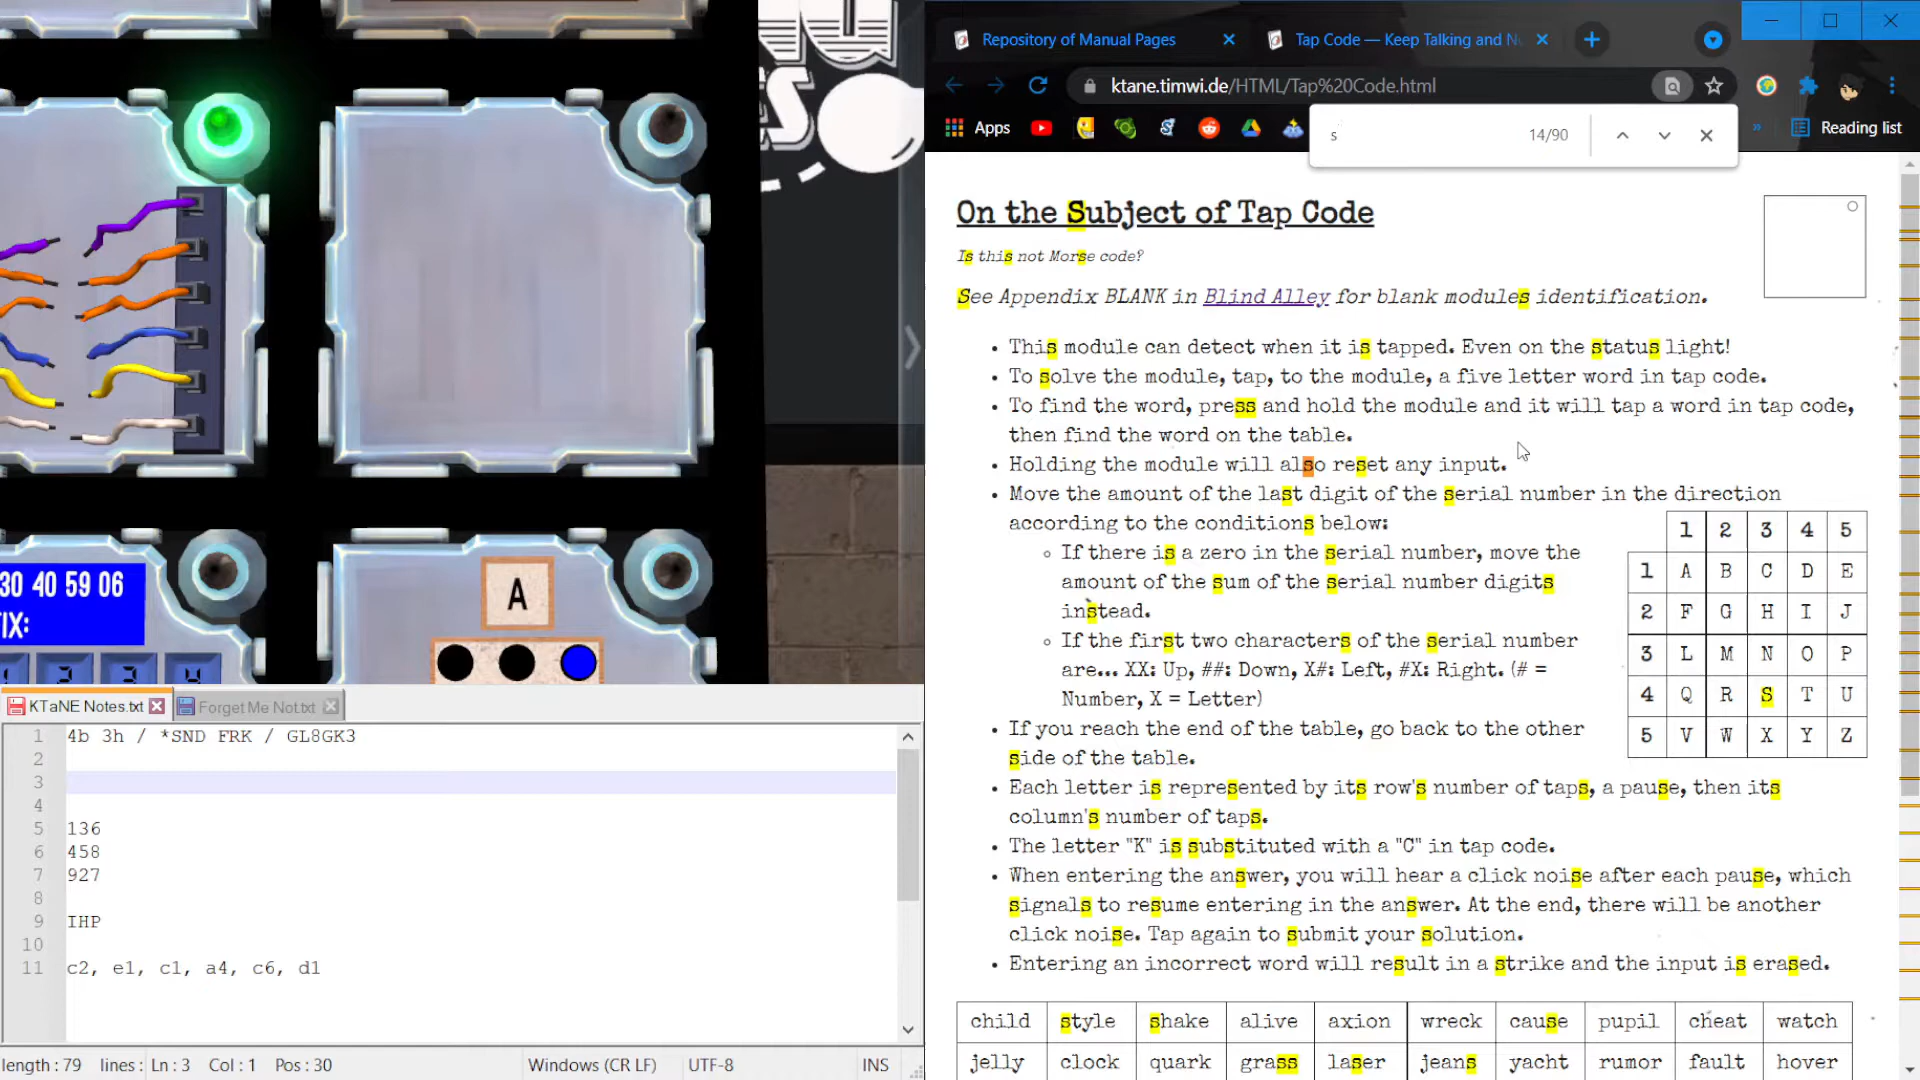 30 40 59 06
TIX:
2 3 4
A
KTaNE Notes.txt
Forget Me Not.txt
1 4b 3h / *SND FRK / GL8GK3
2
3
4
5 136
6 458
7 927
8
9 IHP
10
11 c2, e1, c1, a4, c6, d1
length : 79 lines : Ln : 3 Col : 1 Pos : 30 Windows (CR LF) UTF-8 INS
Repository of Manual Pages
Tap Code — Keep Talking and N
ktane.timwi.de/HTML/Tap%20Code.html
Apps
»
Reading list
s 14/90
On the Subject of Tap Code
Is this not Morse code?
See Appendix BLANK in Blind Alley for blank modules identification.
• This module can detect when it is tapped. Even on the status light!
• To solve the module, tap, to the module, a five letter word in tap code.
• To find the word, press and hold the module and it will tap a word in tap code,
then find the word on the table.
• Holding the module will also reset any input.
• Move the amount of the last digit of the serial number in the direction
according to the conditions below:
◦ If there is a zero in the serial number, move the
amount of the sum of the serial number digits
instead.
◦ If the first two characters of the serial number
are... XX: Up, ##: Down, X#: Left, #X: Right. (# =
Number, X = Letter)
• If you reach the end of the table, go back to the other
side of the table.
• Each letter is represented by its row's number of taps, a pause, then its
column's number of taps.
• The letter "K" is substituted with a "C" in tap code.
• When entering the answer, you will hear a click noise after each pause, which
signals to resume entering in the answer. At the end, there will be another
click noise. Tap again to submit your solution.
• Entering an incorrect word will result in a strike and the input is erased.
1 2 3 4 5
1 A B C D E
2 F G H I J
3 L M N O P
4 Q R S T U
5 V W X Y Z
child style shake alive axion wreck cause pupil cheat watch
jelly clock quark grass laser jeans yacht rumor fault hover